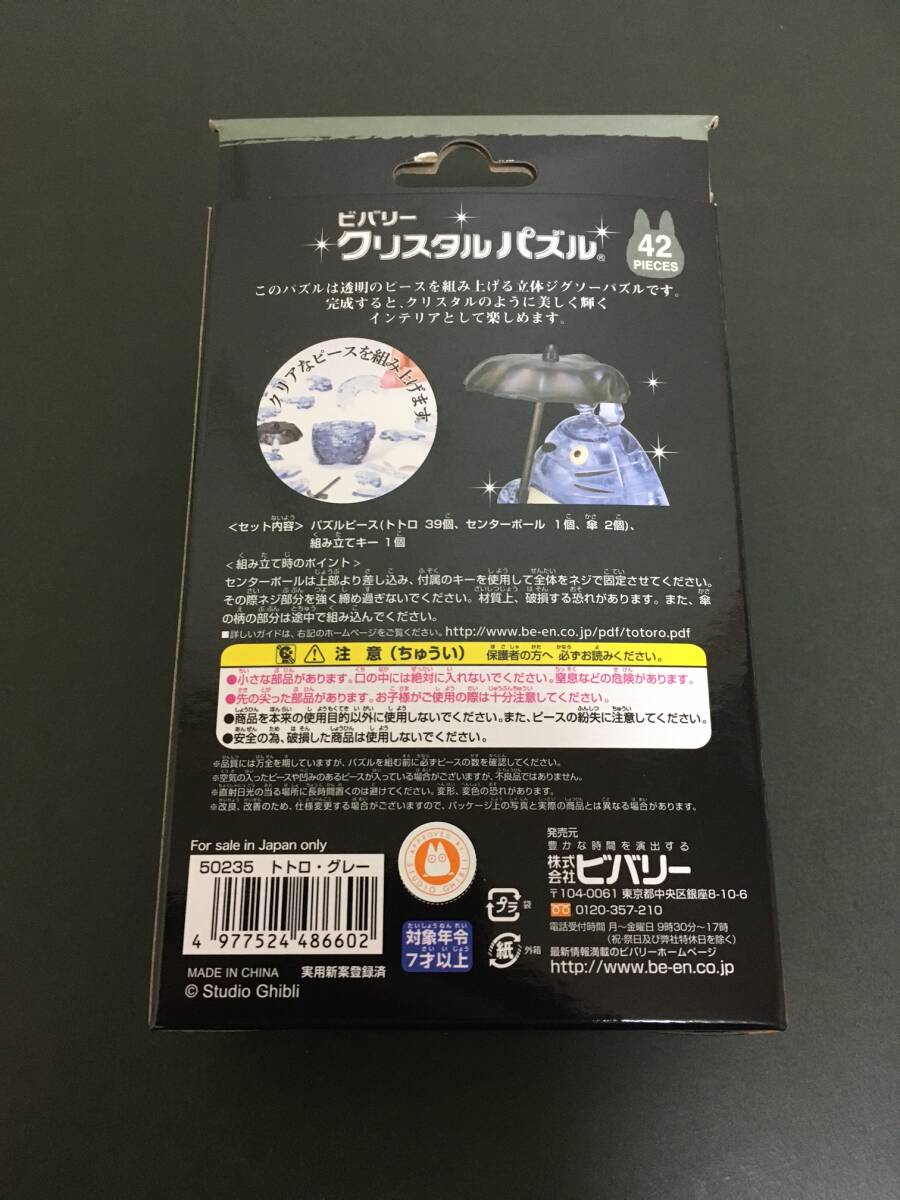 ビバリー
クリスタルパズル®
42
PIECES
このパズルは透明のピースを組み上げる立体ジグソーパズルです。
完成すると、クリスタルのように美しく輝く
インテリアとして楽しめます。
クリアなピースを組み上げます
<セット内容> パズルピース(トトロ 39個、センターポール 1個、傘 2個)、
組み立てキー 1個
<組み立て時のポイント>
センターポールは上部より差し込み、付属のキーを使用して全体をネジで固定させてください。
その際ネジ部分を強く締め過ぎないでください。材質上、破損する恐れがあります。また、傘
の柄の部分は途中で組み込んでください。
■詳しいガイドは、右記のホームページをご覧ください。http://www.be-en.co.jp/pdf/totoro.pdf
注意(ちゅうい) 保護者の方へ 必ずお読みください。
●小さな部品があります。口の中には絶対に入れないでください。窒息などの危険があります。
●先の尖った部品があります。お子様がご使用の際は十分注意してください。
●商品を本来の使用目的以外に使用しないでください。また、ピースの紛失に注意してください。
●安全の為、破損した商品は使用しないでください。
※品質には万全を期していますが、パズルを組む前に必ずピースの数を確認してください。
※空気の入ったピースや凹みのあるピースが入っている場合がございますが、不良品ではありません。
※直射日光の当る場所に長時間置くのは避けてください。変形、変色の恐れがあります。
※改良、改善のため、仕様変更する場合がございますので、パッケージ上の写真と実際の商品とは異なる場合があります。
For sale in Japan only
50235 トトロ・グレー
4 977524 486602
MADE IN CHINA 実用新案登録済
© Studio Ghibli
APPROVED BY
STUDIO GHIBLI
対象年令
7才以上
プラ 袋
紙 外箱
発売元
豊かな時間を演出する
株式会社ビバリー
〒104-0061 東京都中央区銀座8-10-6
0120-357-210
電話受付時間 月〜金曜日 9時30分〜17時
(祝・祭日及び弊社特休日を除く)
最新情報満載のビバリーホームページ
http://www.be-en.co.jp